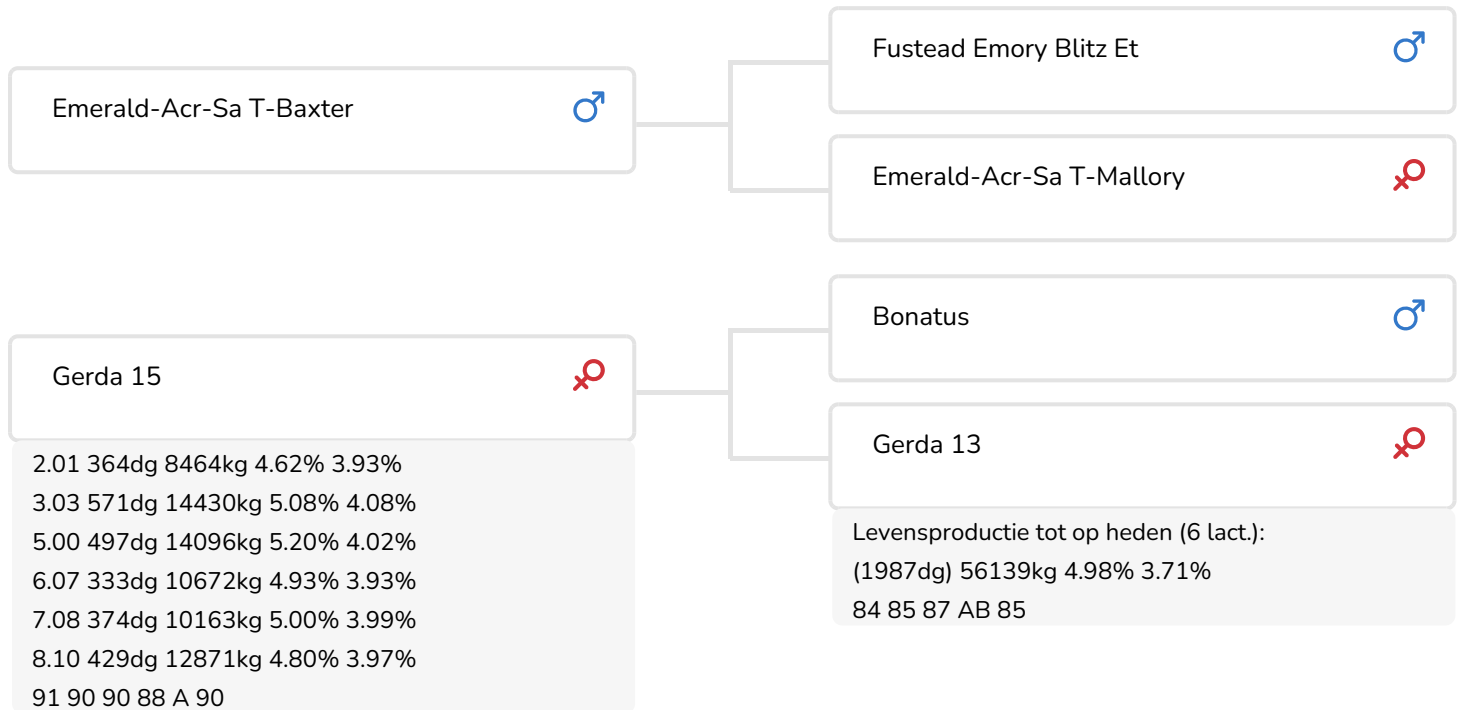 Emerald-Acr-Sa T-Baxter
Fustead Emory Blitz Et
Emerald-Acr-Sa T-Mallory
Gerda 15
2.01 364dg 8464kg 4.62% 3.93%
3.03 571dg 14430kg 5.08% 4.08%
5.00 497dg 14096kg 5.20% 4.02%
6.07 333dg 10672kg 4.93% 3.93%
7.08 374dg 10163kg 5.00% 3.99%
8.10 429dg 12871kg 4.80% 3.97%
91 90 90 88 A 90
Bonatus
Gerda 13
Levensproductie tot op heden (6 lact.):
(1987dg) 56139kg 4.98% 3.71%
84 85 87 AB 85